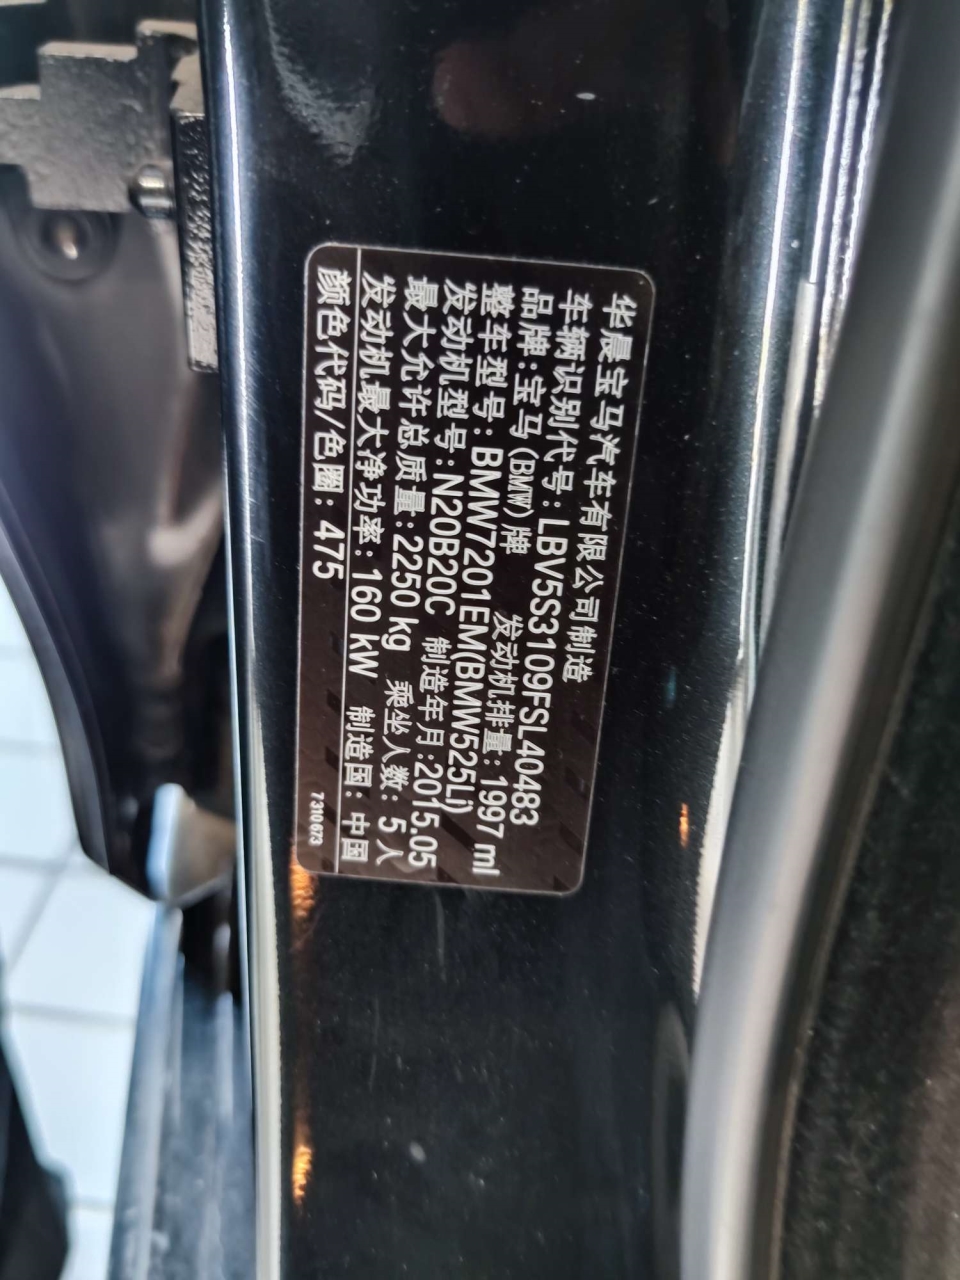 华晨宝马汽车有限公司制造
车辆识别代号:LBV5S3109FSL40483
品牌:宝马(BMW)牌 发动机排量:1997 ml
整车型号:BMW7201EM(BMW525Li)
发动机型号:N20B20C 制造年月:2015.05
最大允许总质量:2250 kg 乘坐人数:5人
发动机最大净功率:160 kW 制造国:中国
颜色代码/色圈:475
7310673